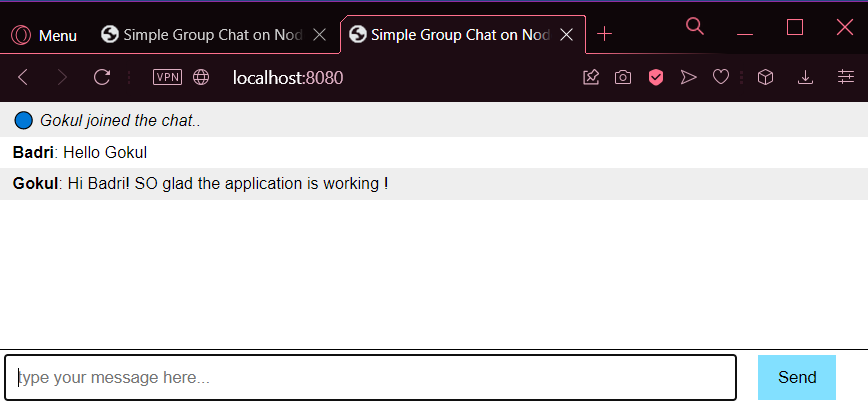 Menu
Simple Group Chat on Nod
Simple Group Chat on Nod
VPN
localhost:8080
Gokul joined the chat..
Badri: Hello Gokul
Gokul: Hi Badri! SO glad the application is working !
type your message here...
Send